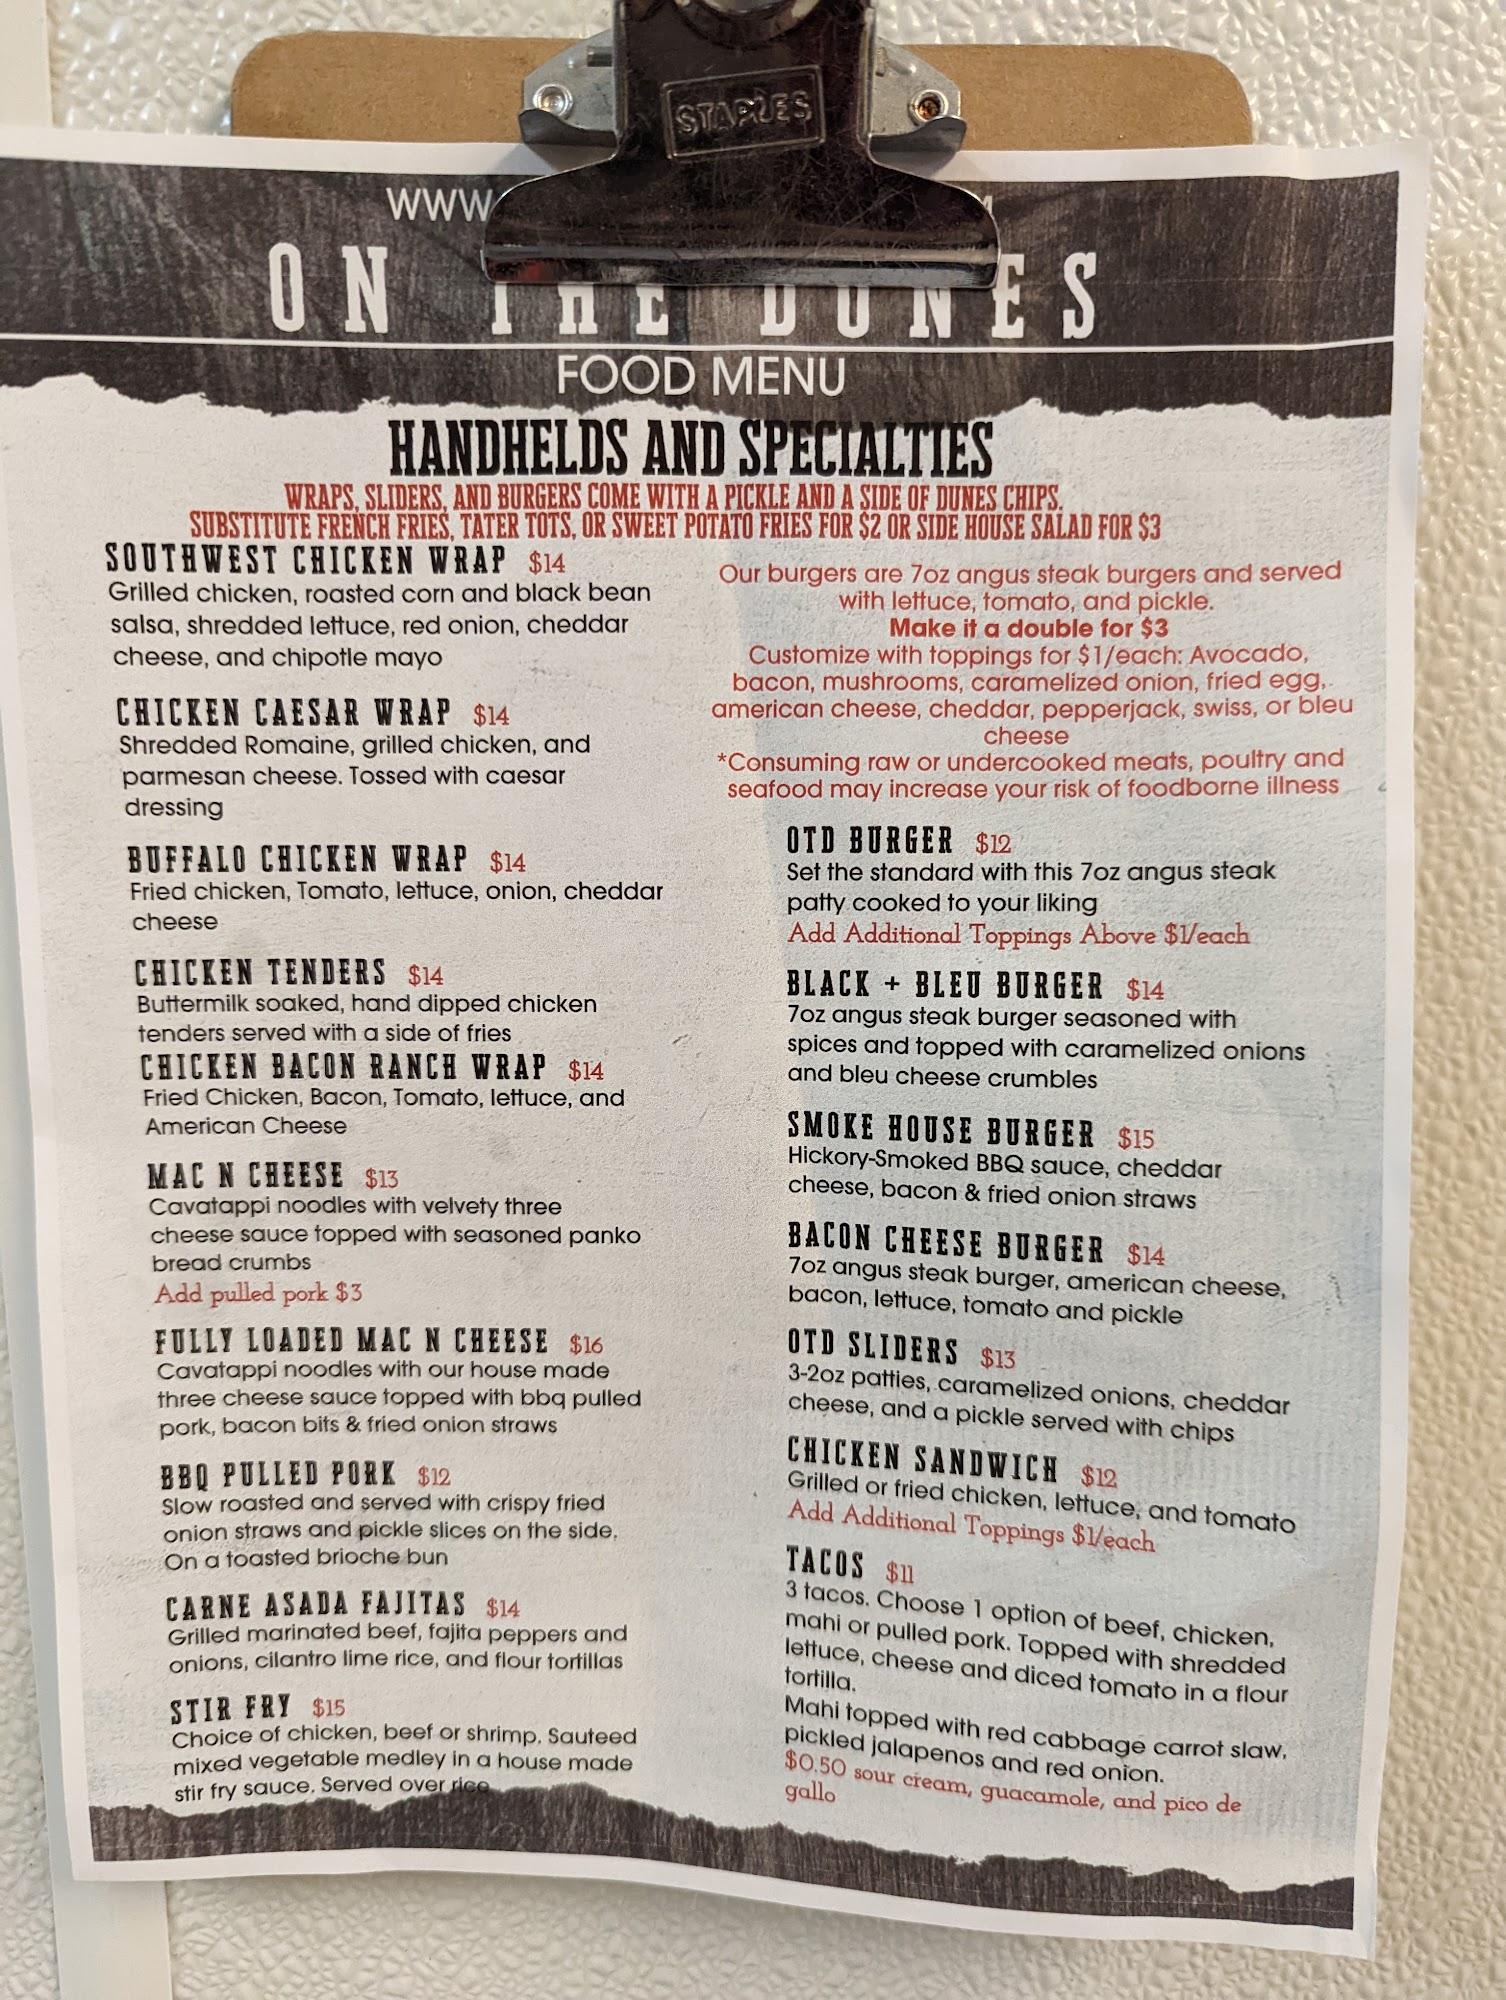 STAPLES
WWW.
ON THE DUNES
FOOD MENU
HANDHELDS AND SPECIALTIES
WRAPS, SLIDERS, AND BURGERS COME WITH A PICKLE AND A SIDE OF DUNES CHIPS.
SUBSTITUTE FRENCH FRIES, TATER TOTS, OR SWEET POTATO FRIES FOR $2 OR SIDE HOUSE SALAD FOR $3
SOUTHWEST CHICKEN WRAP $14
Grilled chicken, roasted corn and black bean
salsa, shredded lettuce, red onion, cheddar
cheese, and chipotle mayo
CHICKEN CAESAR WRAP $14
Shredded Romaine, grilled chicken, and
parmesan cheese. Tossed with caesar
dressing
BUFFALO CHICKEN WRAP $14
Fried chicken, Tomato, lettuce, onion, cheddar
cheese
CHICKEN TENDERS $14
Buttermilk soaked, hand dipped chicken
tenders served with a side of fries
CHICKEN BACON RANCH WRAP $14
Fried Chicken, Bacon, Tomato, lettuce, and
American Cheese
MAC N CHEESE $13
Cavatappi noodles with velvety three
cheese sauce topped with seasoned panko
bread crumbs
Add pulled pork $3
FULLY LOADED MAC N CHEESE $16
Cavatappi noodles with our house made
three cheese sauce topped with bbq pulled
pork, bacon bits & fried onion straws
BBQ PULLED PORK $12
Slow roasted and served with crispy fried
onion straws and pickle slices on the side.
On a toasted brioche bun
CARNE ASADA FAJITAS $14
Grilled marinated beef, fajita peppers and
onions, cilantro lime rice, and flour tortillas
STIR FRY $15
Choice of chicken, beef or shrimp. Sauteed
mixed vegetable medley in a house made
stir fry sauce. Served over rice
Our burgers are 7oz angus steak burgers and served
with lettuce, tomato, and pickle.
Make it a double for $3
Customize with toppings for $1/each: Avocado,
bacon, mushrooms, caramelized onion, fried egg,
american cheese, cheddar, pepperjack, swiss, or bleu
cheese
*Consuming raw or undercooked meats, poultry and
seafood may increase your risk of foodborne illness
OTD BURGER $12
Set the standard with this 7oz angus steak
patty cooked to your liking
Add Additional Toppings Above $1/each
BLACK + BLEU BURGER $14
7oz angus steak burger seasoned with
spices and topped with caramelized onions
and bleu cheese crumbles
SMOKE HOUSE BURGER $15
Hickory-Smoked BBQ sauce, cheddar
cheese, bacon & fried onion straws
BACON CHEESE BURGER $14
7oz angus steak burger, american cheese,
bacon, lettuce, tomato and pickle
OTD SLIDERS $13
3-2oz patties, caramelized onions, cheddar
cheese, and a pickle served with chips
CHICKEN SANDWICH $12
Grilled or fried chicken, lettuce, and tomato
Add Additional Toppings $1/each
TACOS $11
3 tacos. Choose 1 option of beef, chicken,
mahi or pulled pork. Topped with shredded
lettuce, cheese and diced tomato in a flour
tortilla.
Mahi topped with red cabbage carrot slaw,
pickled jalapenos and red onion.
$0.50 sour cream, guacamole, and pico de
gallo